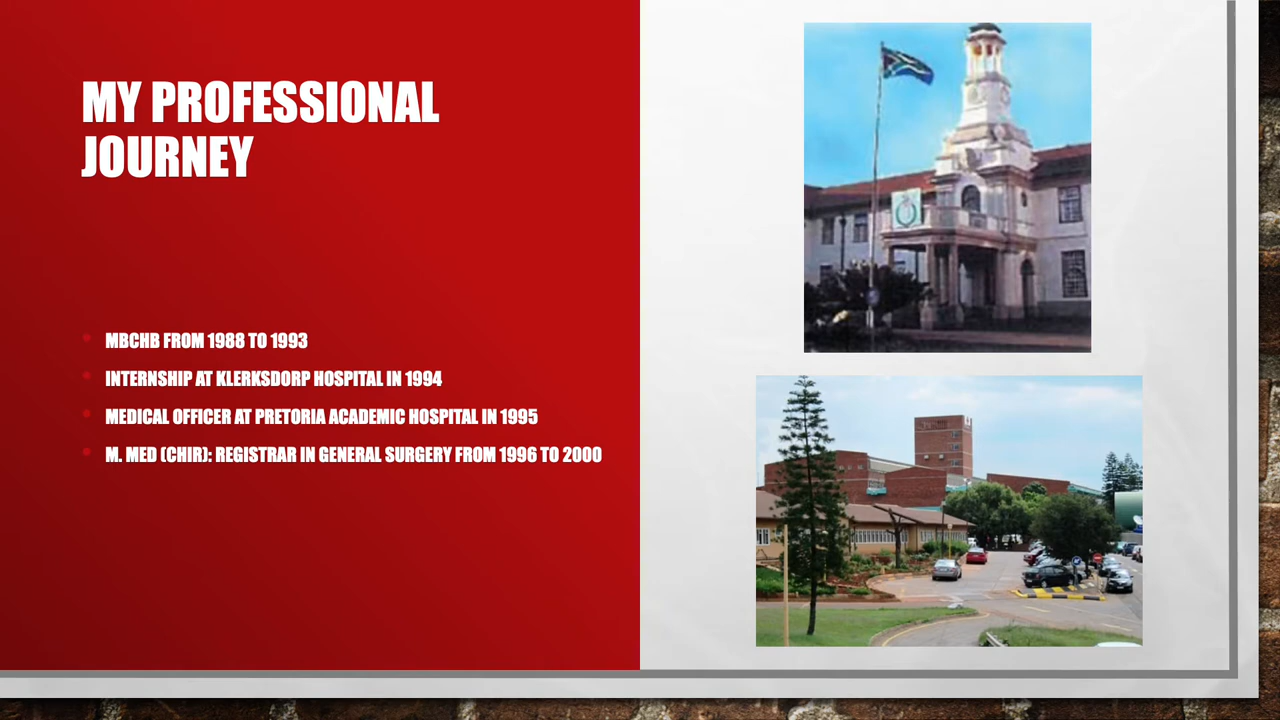 MY PROFESSIONAL
JOURNEY
• MBCHB FROM 1988 TO 1993
• INTERNSHIP AT KLERKSDORP HOSPITAL IN 1994
• MEDICAL OFFICER AT PRETORIA ACADEMIC HOSPITAL IN 1995
• M. MED (CHIR): REGISTRAR IN GENERAL SURGERY FROM 1996 TO 2000